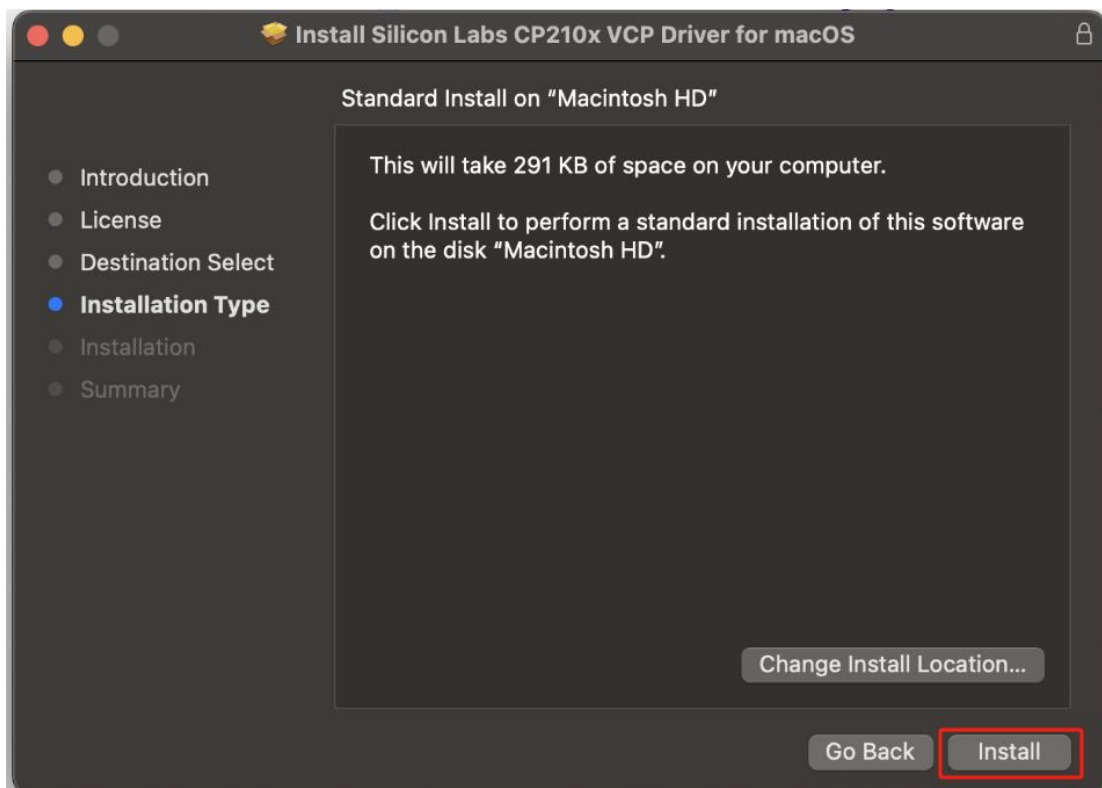 Install Silicon Labs CP210x VCP Driver for macOS
Standard Install on “Macintosh HD”
Introduction
License
Destination Select
Installation Type
Installation
Summary
This will take 291 KB of space on your computer.
Click Install to perform a standard installation of this software
on the disk “Macintosh HD”.
Change Install Location...
Go Back
Install